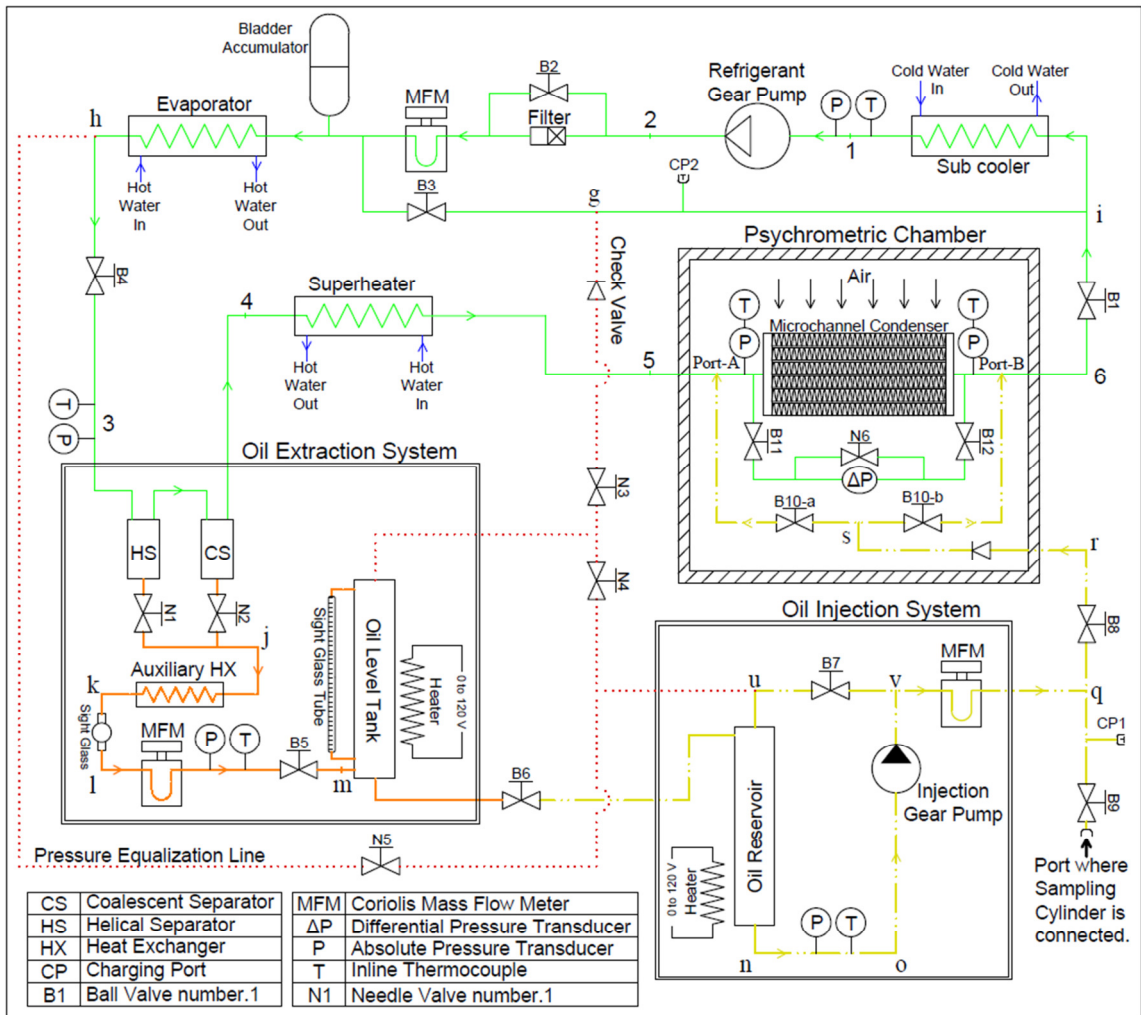 Bladder
Accumulator
B2
Refrigerant
Gear Pump
Cold Water
In
Cold Water
Out
Evaporator
MFM
Filter
2
P
T
1
h
Sub cooler
CP2
Hot
Water
In
Hot
Water
Out
B3
g
i
Check Valve
Psychrometric Chamber
B4
Superheater
4
Air
B1
T
P
Microchannel Condenser
T
P
Hot
Water
Out
Hot
Water
In
5
Port-A
Port-B
6
T
P
3
B11
N6
ΔP
B12
Oil Extraction System
N3
B10-a
B10-b
s
r
HS
CS
N4
N1
N2
j
Sight Glass Tube
Oil Level Tank
Oil Injection System
B8
Auxiliary HX
k
Heater
0 to 120 V
MFM
Sight Glass
B7
u
v
q
CP1
MFM
P
T
B5
l
m
B6
Injection
Gear Pump
B9
Oil Reservoir
N5
Pressure Equalization Line
Heater
0 to 120 V
Port where
Sampling
Cylinder is
connected.
P
T
n
o
CS Coalescent Separator
HS Helical Separator
HX Heat Exchanger
CP Charging Port
B1 Ball Valve number.1
MFM Coriolis Mass Flow Meter
ΔP Differential Pressure Transducer
P Absolute Pressure Transducer
T Inline Thermocouple
N1 Needle Valve number.1